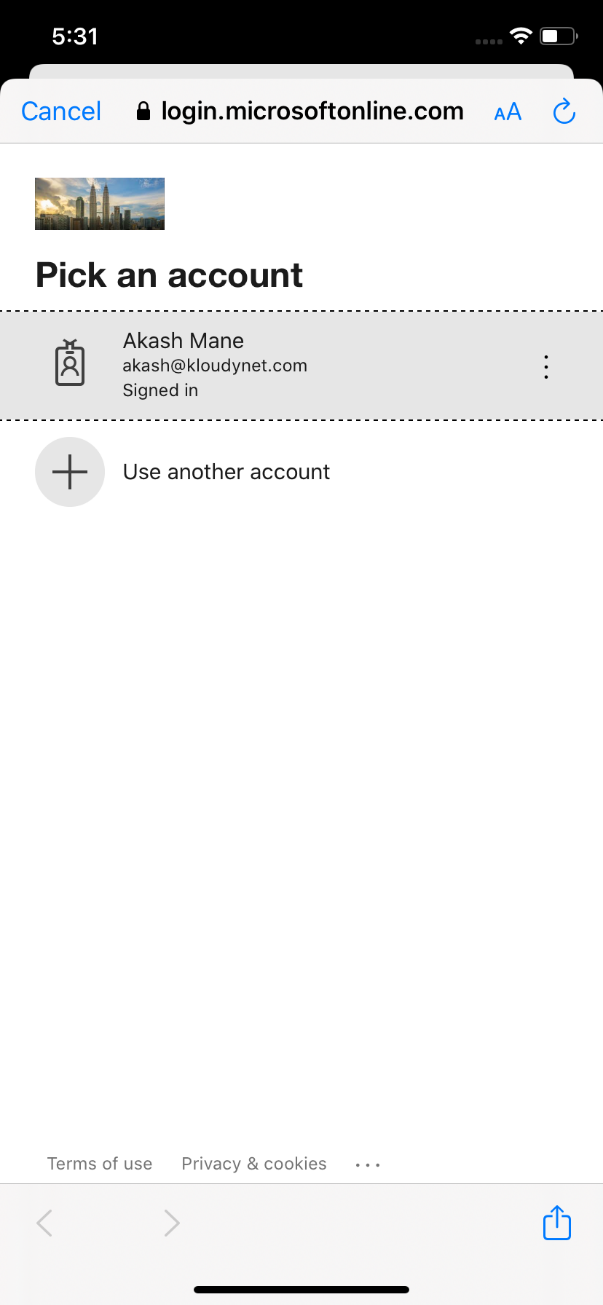 5:31
Cancel login.microsoftonline.com AA
Pick an account
Akash Mane
akash@kloudynet.com
Signed in
Use another account
Terms of use Privacy & cookies ...